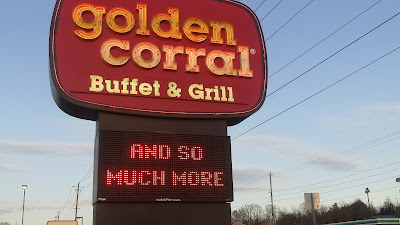 golden
corral®
Buffet & Grill
AND SO
MUCH MORE